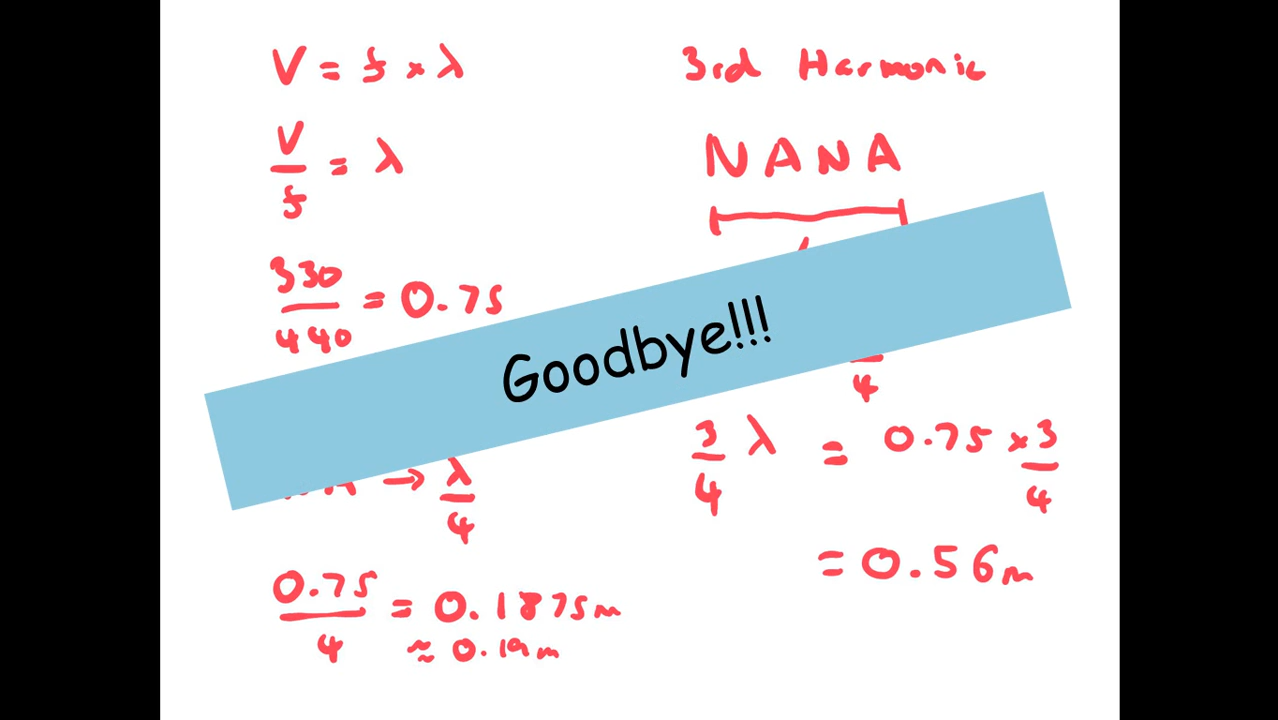 V = f × λ
V/f = λ
330/440 = 0.75
→ λ/4
0.75/4 = 0.1875m
≈ 0.19m
3rd Harmonic
NANA
4
3/4 λ = 0.75 × 3/4
= 0.56m
Goodbye!!!